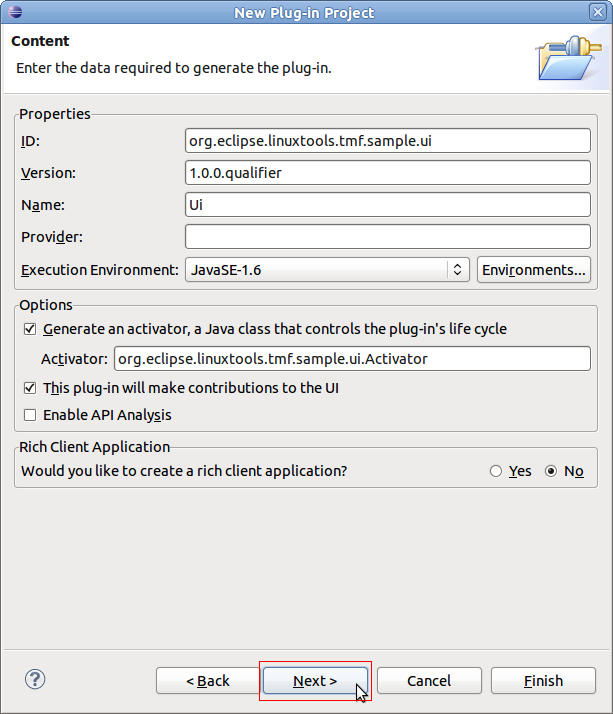 New Plug-in Project
Content
Enter the data required to generate the plug-in.
Properties
ID: org.eclipse.linuxtools.tmf.sample.ui
Version: 1.0.0.qualifier
Name: Ui
Provider:
Execution Environment: JavaSE-1.6 Environments...
Options
Generate an activator, a Java class that controls the plug-in's life cycle
Activator: org.eclipse.linuxtools.tmf.sample.ui.Activator
This plug-in will make contributions to the UI
Enable API Analysis
Rich Client Application
Would you like to create a rich client application? Yes No
? < Back Next > Cancel Finish